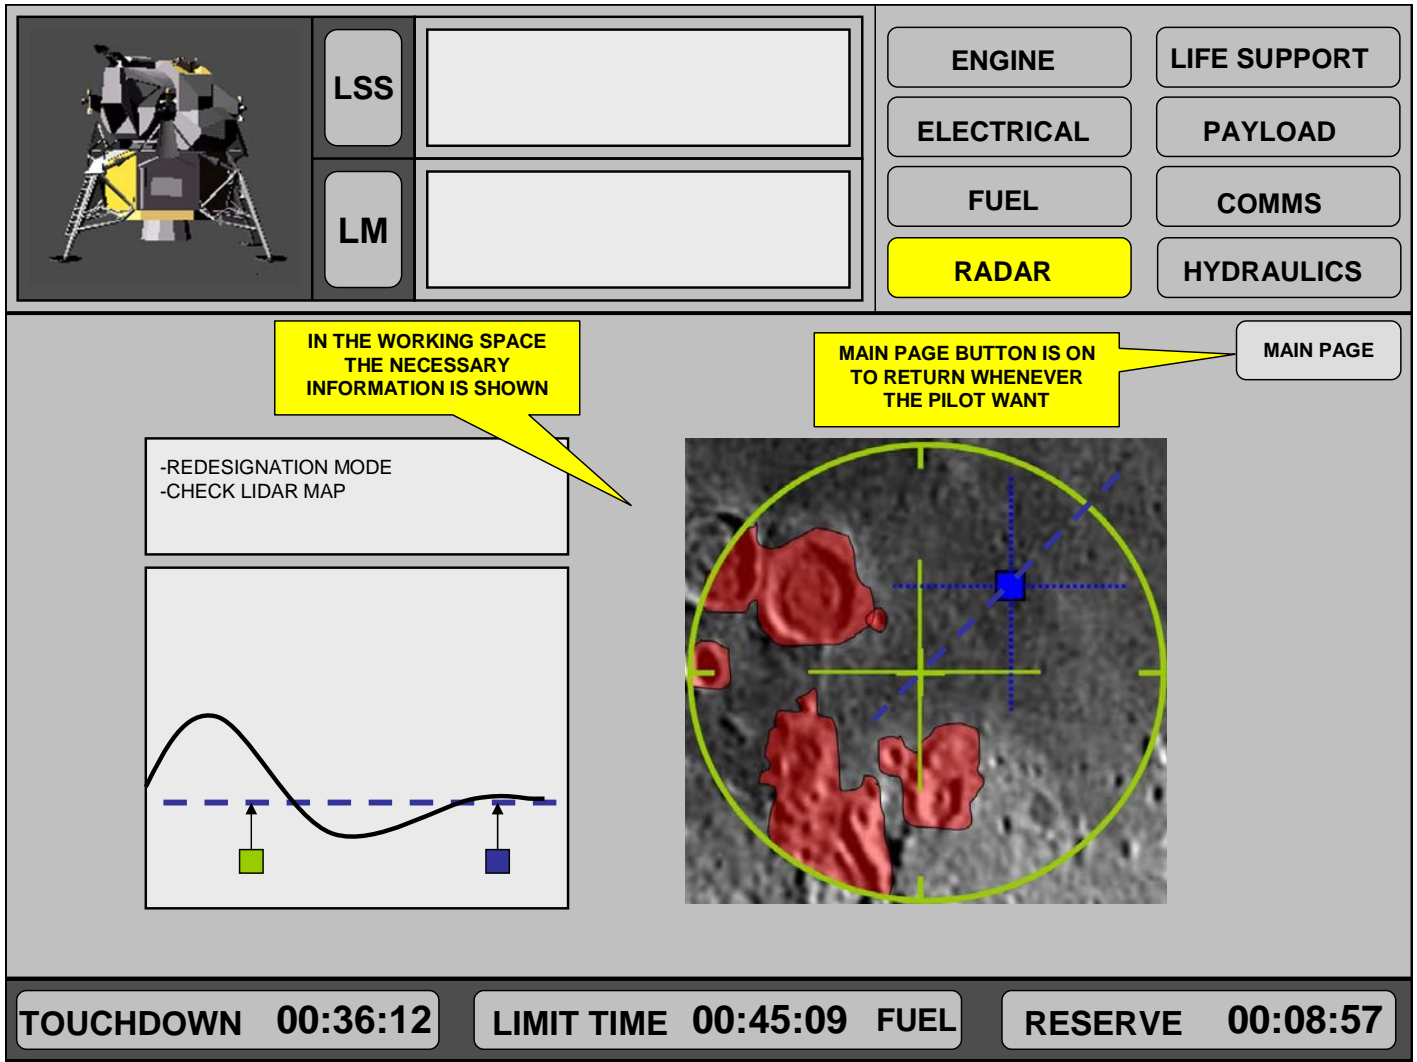 LSS
LM
ENGINE
LIFE SUPPORT
ELECTRICAL
PAYLOAD
FUEL
COMMS
RADAR
HYDRAULICS
IN THE WORKING SPACE
THE NECESSARY
INFORMATION IS SHOWN
MAIN PAGE BUTTON IS ON
TO RETURN WHENEVER
THE PILOT WANT
MAIN PAGE
-REDESIGNATION MODE
-CHECK LIDAR MAP
TOUCHDOWN 00:36:12
LIMIT TIME 00:45:09 FUEL
RESERVE 00:08:57